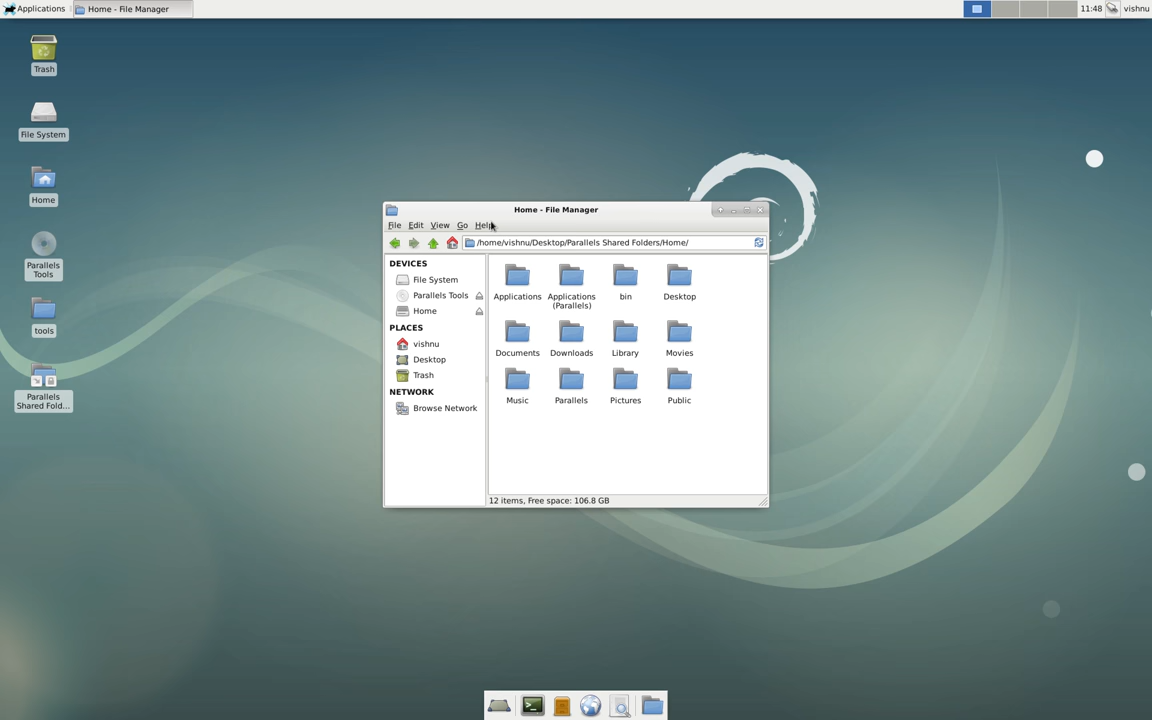 Applications
Home - File Manager
11:48
vishnu
Trash
File System
Home
Parallels
Tools
tools
Parallels
Shared Fold...
Home - File Manager
File Edit View Go Help
/home/vishnu/Desktop/Parallels Shared Folders/Home/
DEVICES
File System
Parallels Tools
Home
PLACES
vishnu
Desktop
Trash
NETWORK
Browse Network
Applications
Applications
(Parallels)
bin
Desktop
Documents
Downloads
Library
Movies
Music
Parallels
Pictures
Public
12 items, Free space: 106.8 GB